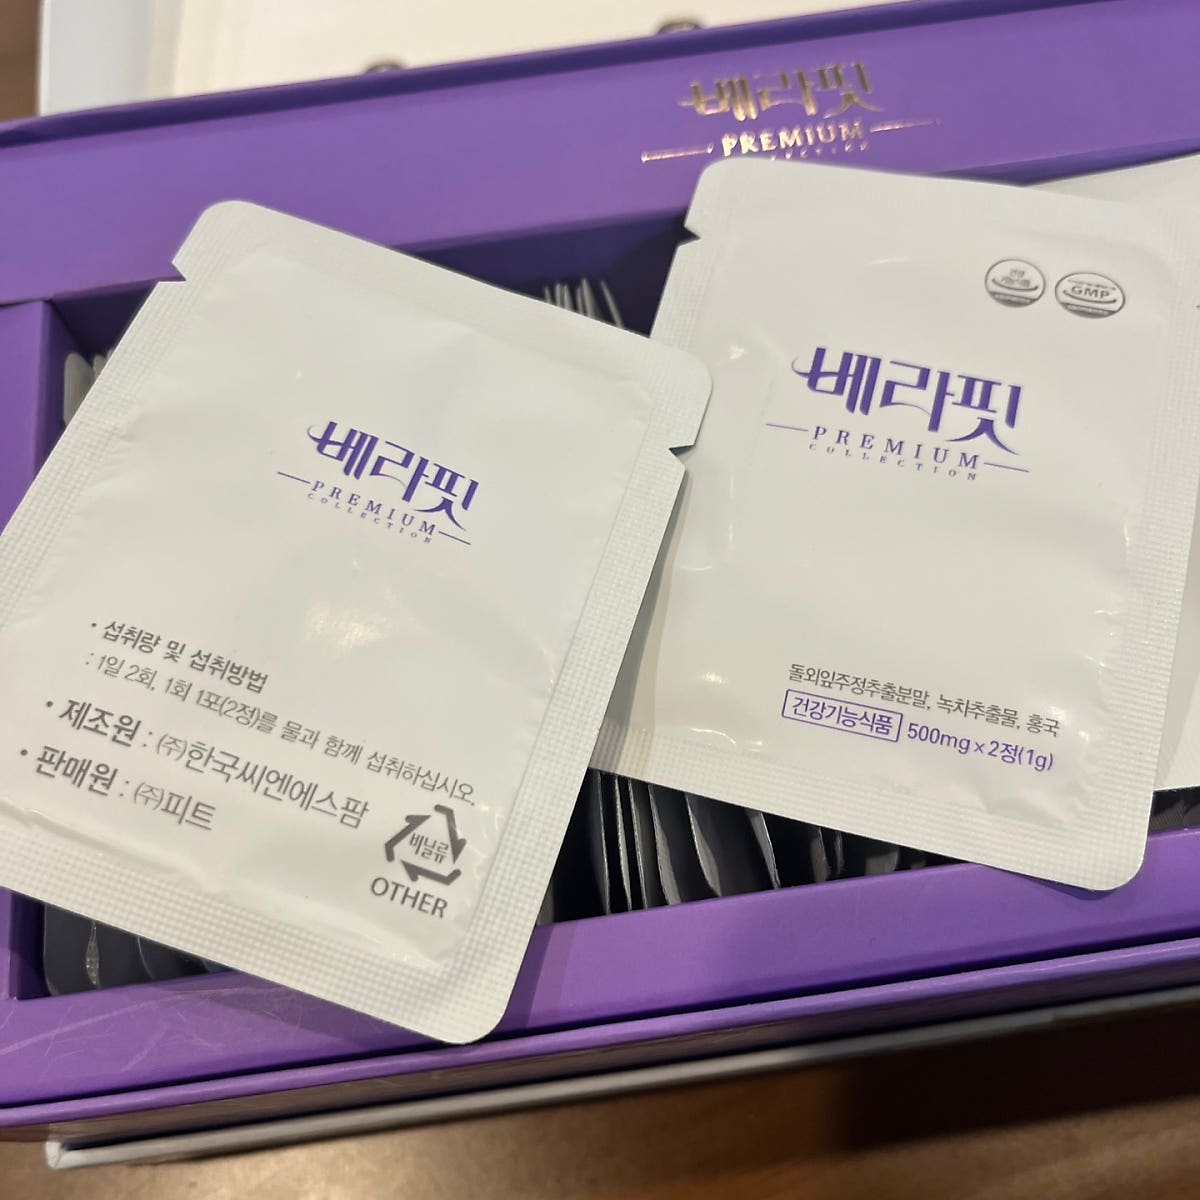 베라핏
PREMIUM
베라핏
PREMIUM
COLLECTION
• 섭취량 및 섭취방법
: 1일 2회, 1회 1포(2정)를 물과 함께 섭취하십시오.
• 제조원 : (주)한국씨엔에스팜
• 판매원 : (주)피트
비닐류
OTHER
GMP
베라핏
PREMIUM
COLLECTION
돌외잎주정추출분말, 녹차추출물, 홍국
건강기능식품 500mg x 2정(1g)